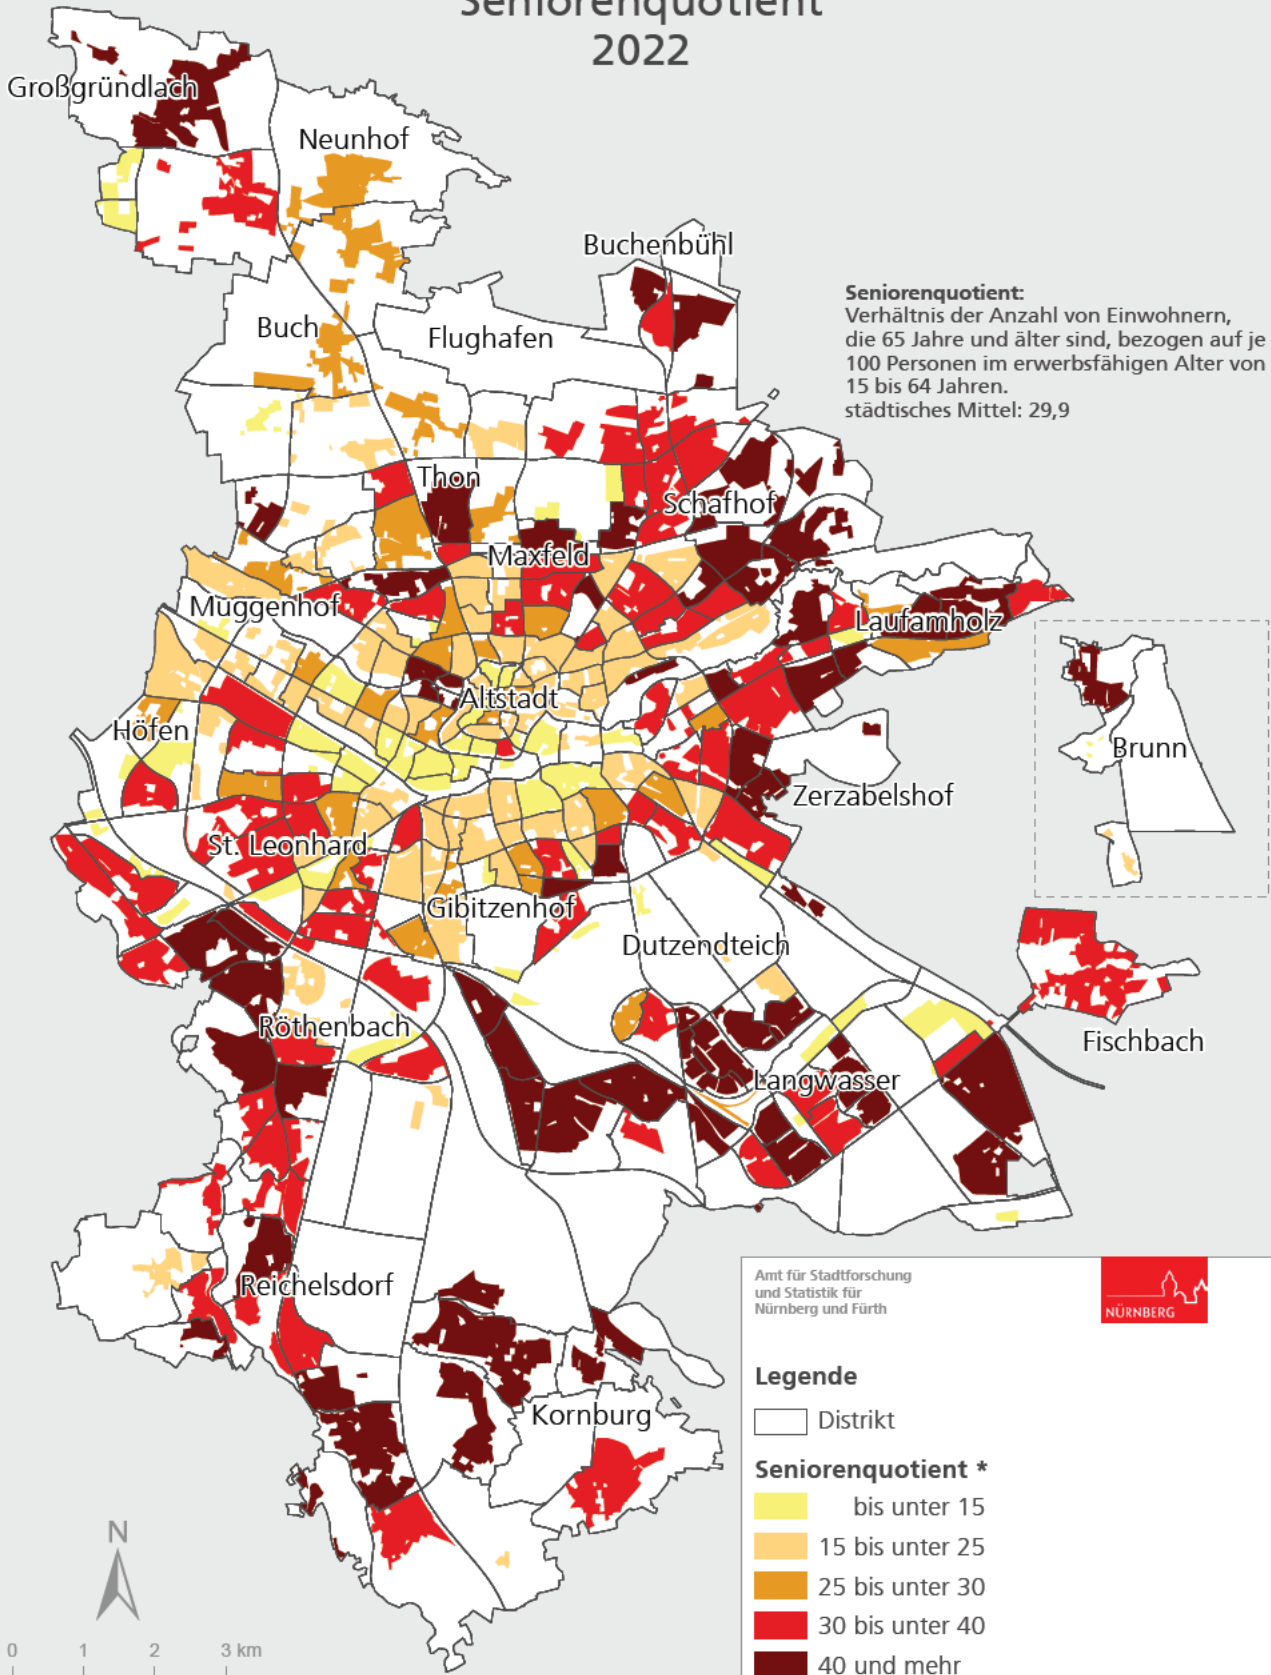 Seniorenquotient
2022
Großgründlach
Neunhof
Buchenbühl
Seniorenquotient:
Verhältnis der Anzahl von Einwohnern,
die 65 Jahre und älter sind, bezogen auf je
100 Personen im erwerbsfähigen Alter von
15 bis 64 Jahren.
städtisches Mittel: 29,9
Buch
Flughafen
Thon
Schafhof
Maxfeld
Muggenhof
Laufamholz
Altstadt
Höfen
Brunn
Zerzabelshof
St. Leonhard
Gibitzenhof
Dutzendteich
Röthenbach
Fischbach
Langwasser
Reichelsdorf
Kornburg
Amt für Stadtforschung
und Statistik für
Nürnberg und Fürth
NÜRNBERG
Legende
Distrikt
Seniorenquotient *
bis unter 15
15 bis unter 25
25 bis unter 30
30 bis unter 40
40 und mehr
N
0 1 2 3 km